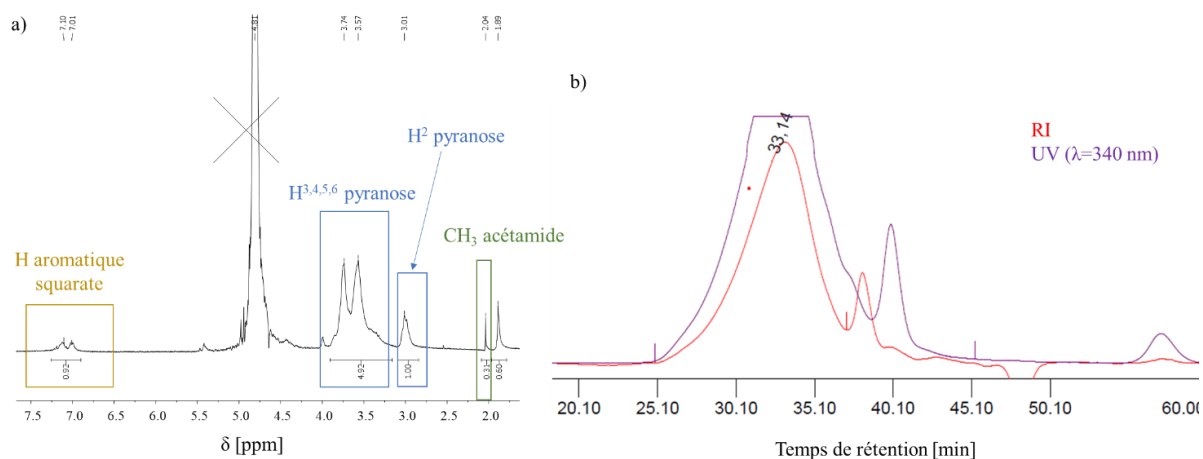 a)
7.10
7.01
4.81
3.74
3.57
3.01
2.04
1.89
H² pyranose
H³,⁴,⁵,⁶ pyranose
CH₃ acétamide
H aromatique
squarate
0.92
4.92
1.00
0.31
0.60
7.5 7.0 6.5 6.0 5.5 5.0 4.5 4.0 3.5 3.0 2.5 2.0
δ [ppm]
b)
33,14
RI
UV (λ=340 nm)
20.10 25.10 30.10 35.10 40.10 45.10 50.10 60.00
Temps de rétention [min]